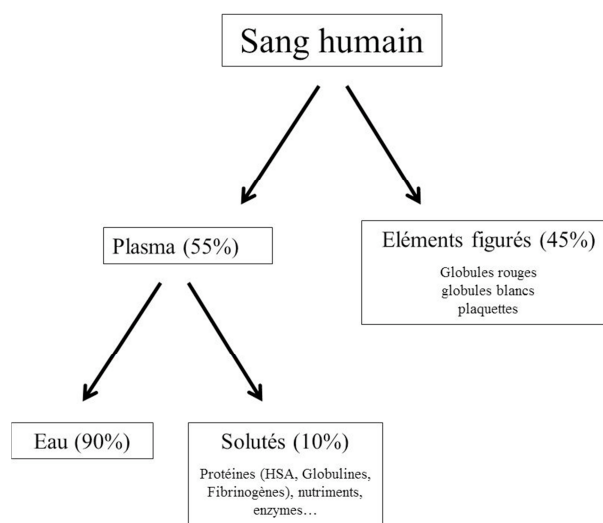 Sang humain
Plasma (55%)
Eléments figurés (45%)
Globules rouges
globules blancs
plaquettes
Eau (90%)
Solutés (10%)
Protéines (HSA, Globulines,
Fibrinogènes), nutriments,
enzymes…